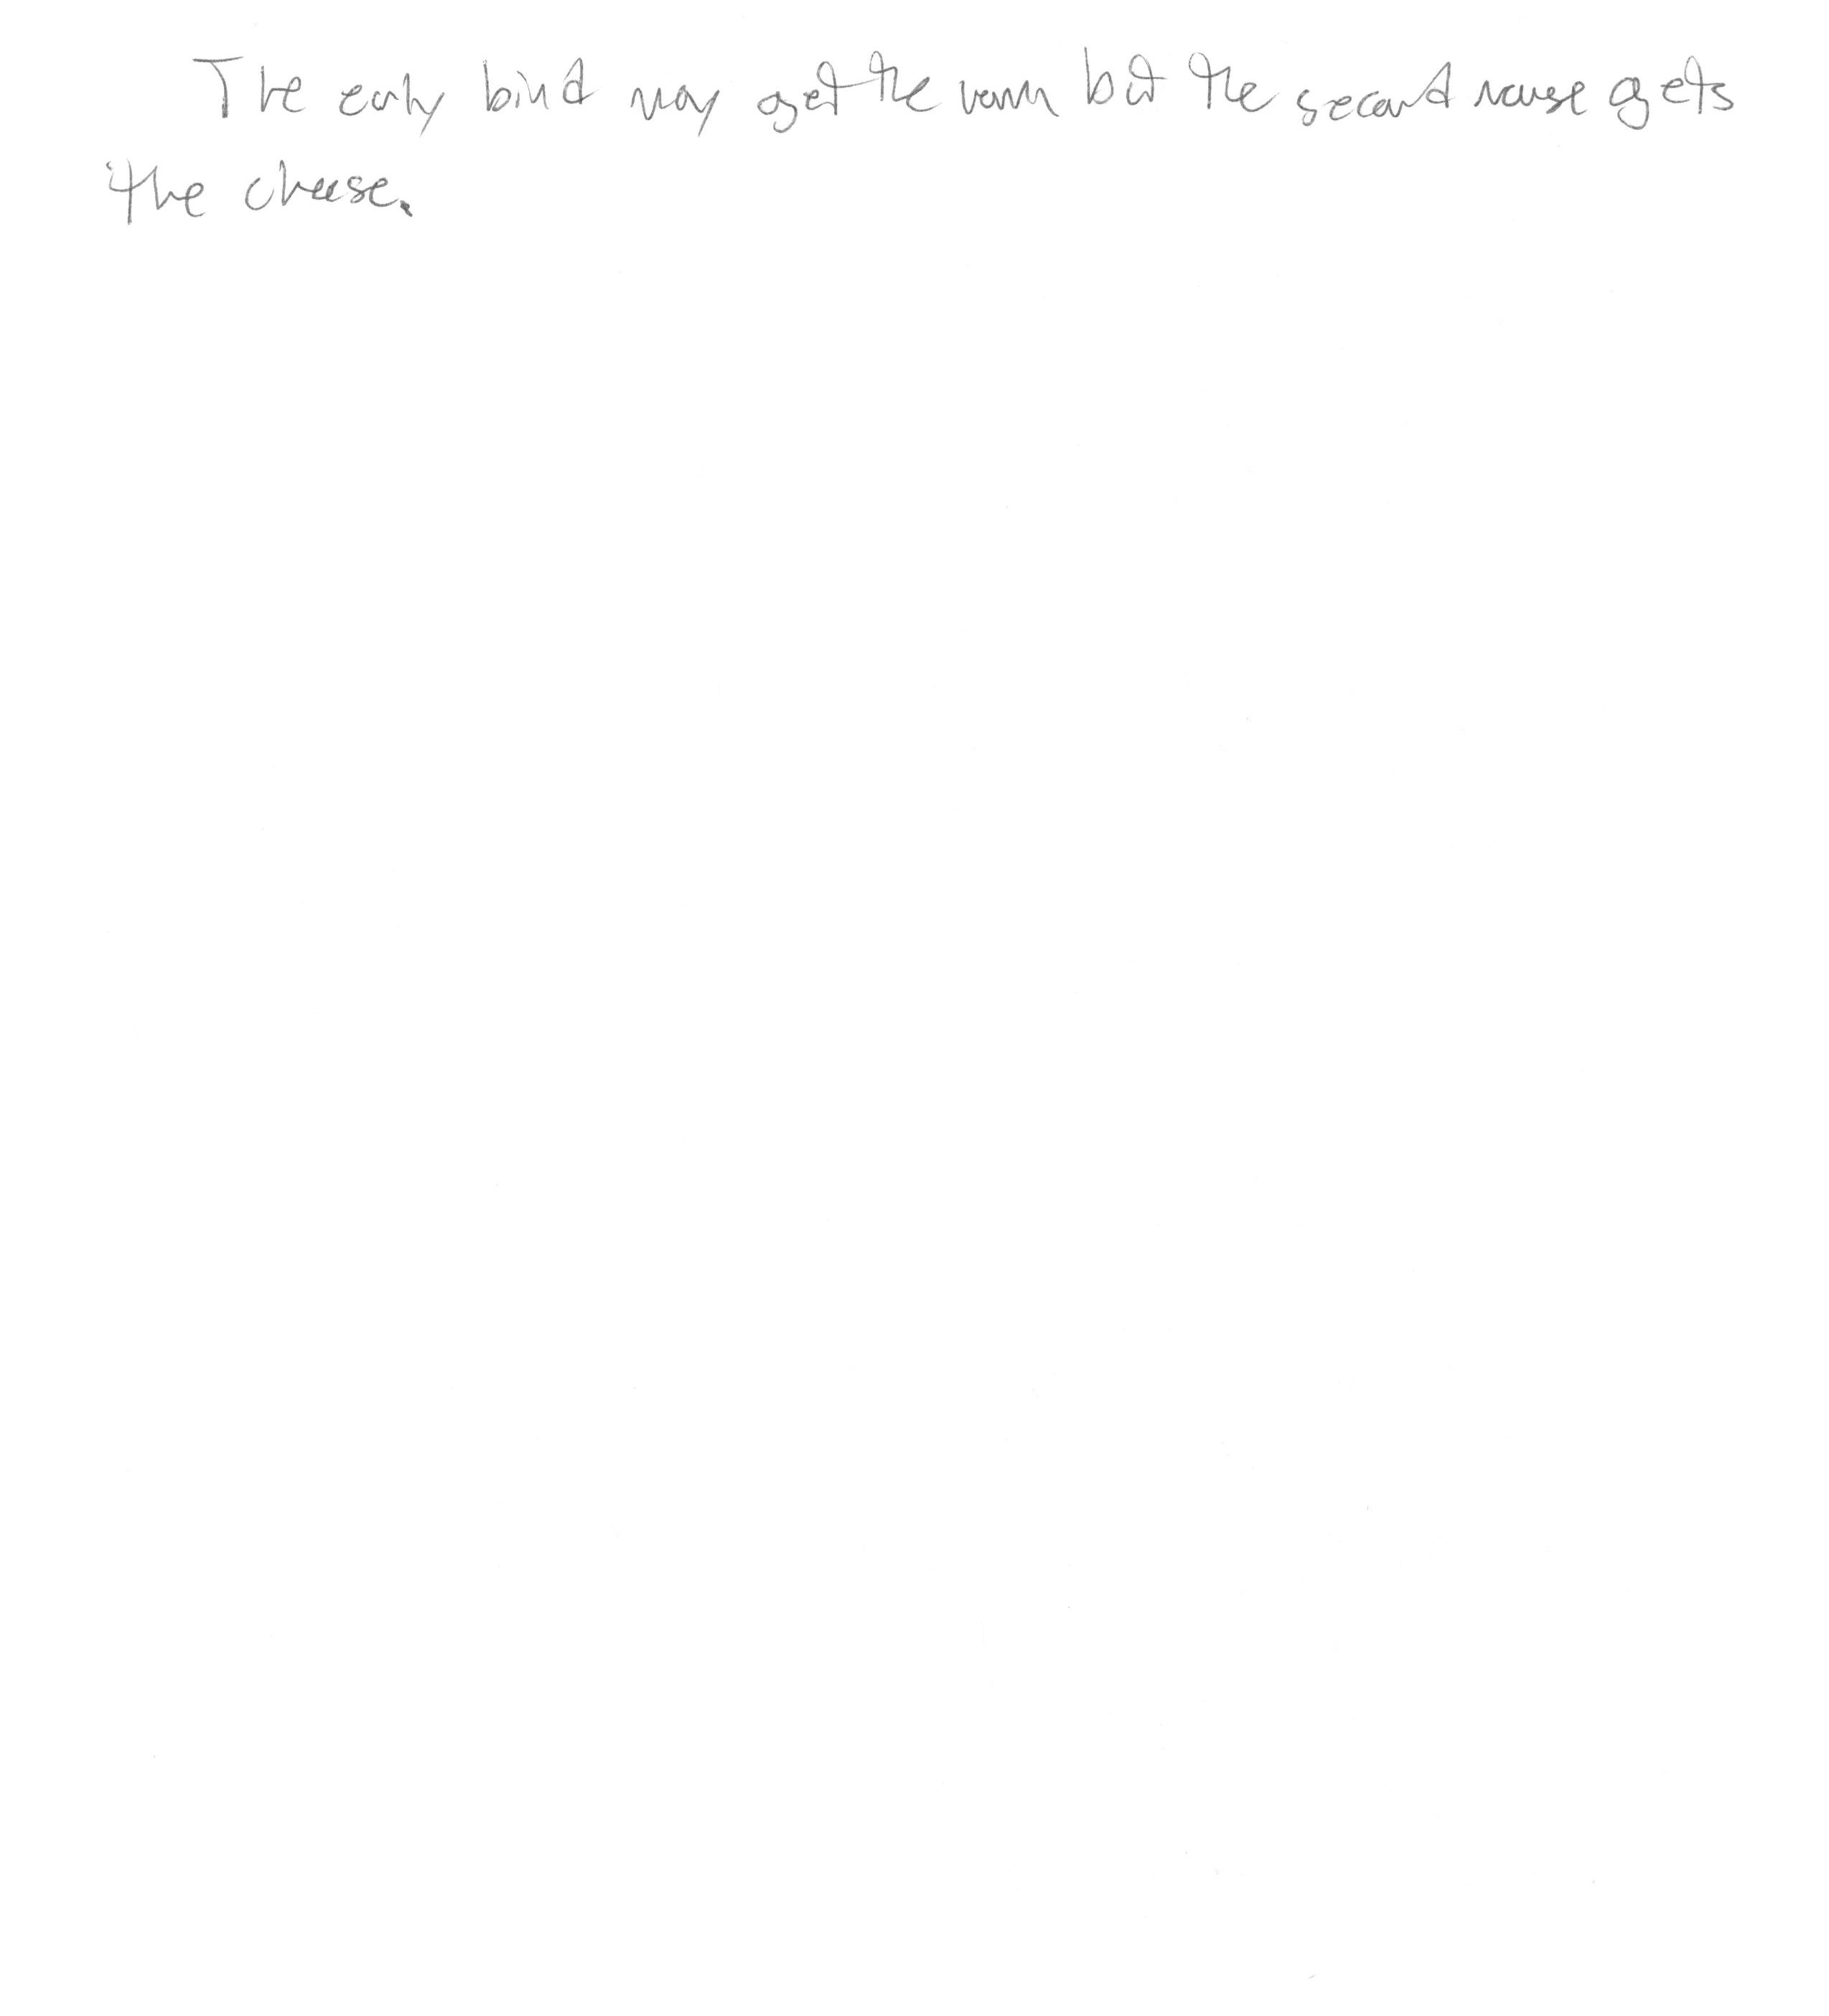 The early bird may get the worm but the second mouse gets
the cheese.